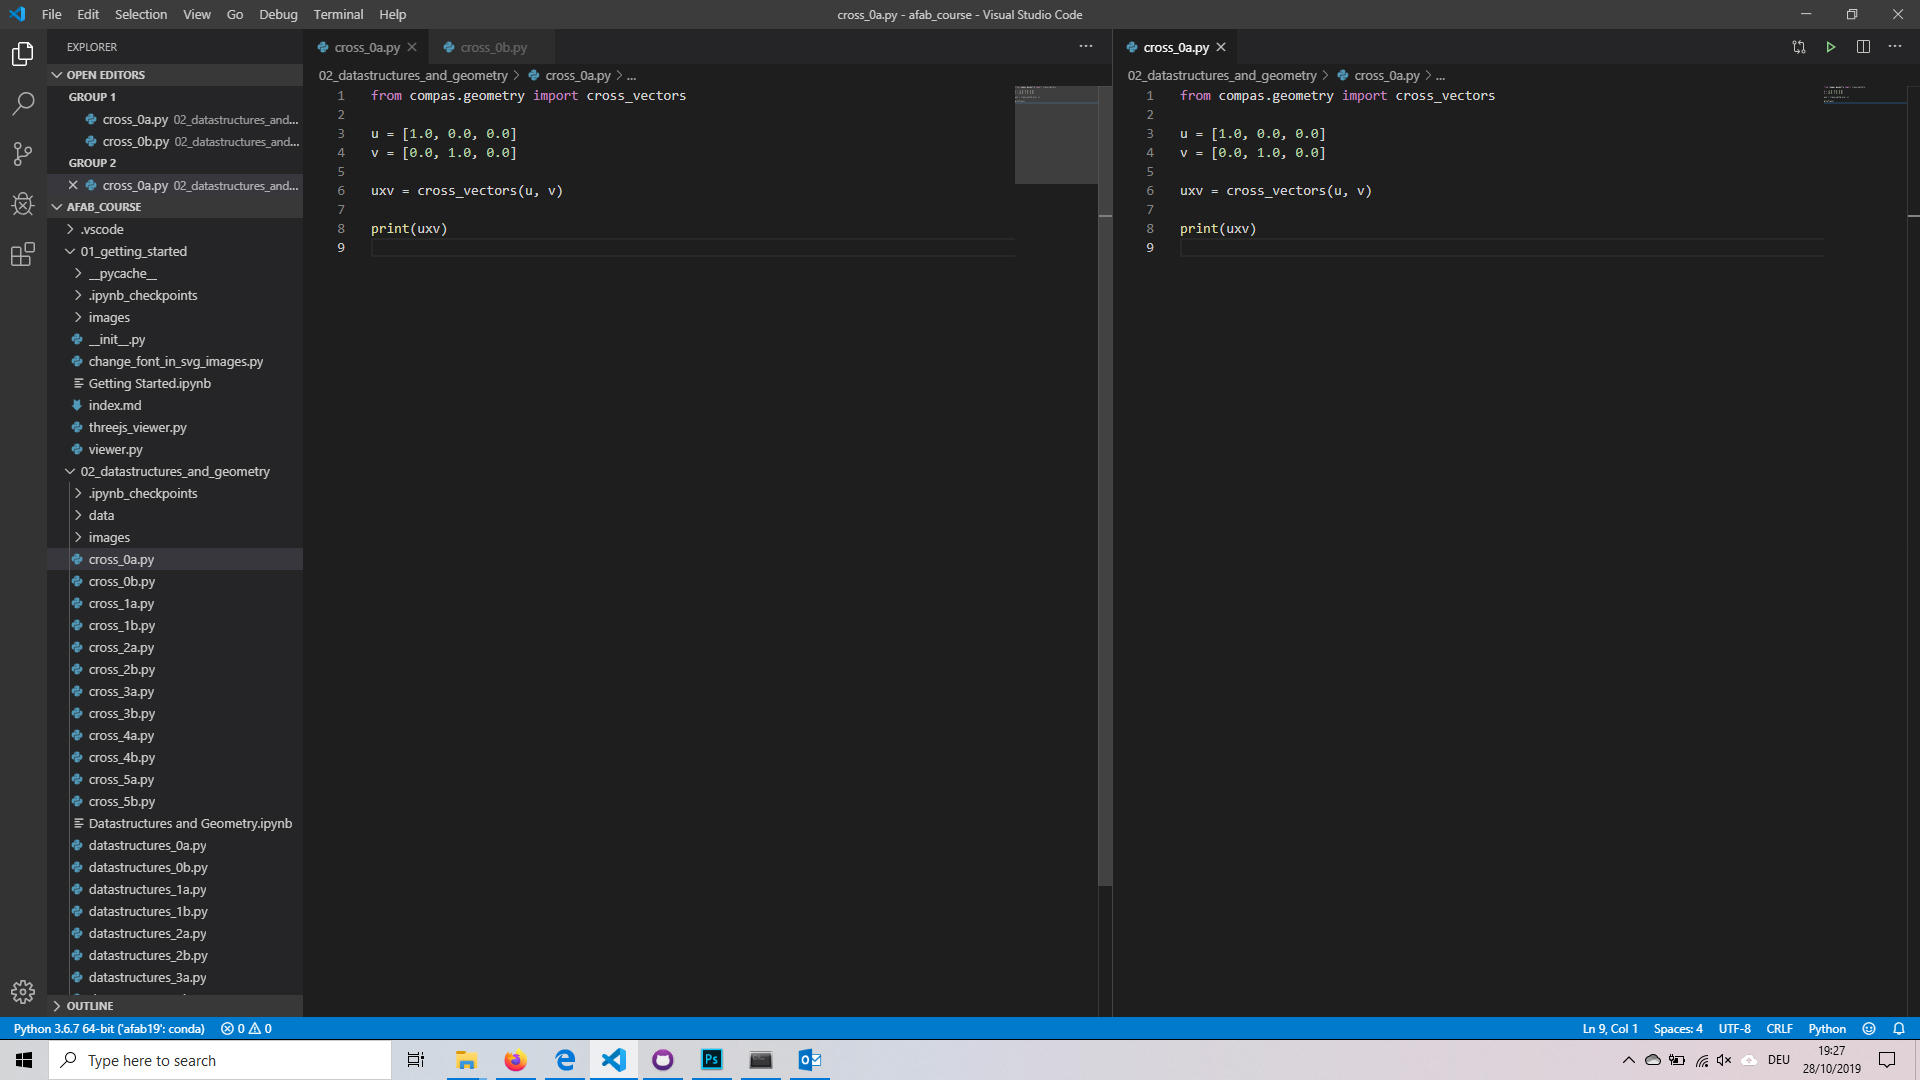 File Edit Selection View Go Debug Terminal Help
cross_0a.py - afab_course - Visual Studio Code
EXPLORER
OPEN EDITORS
GROUP 1
cross_0a.py 02_datastructures_and...
cross_0b.py 02_datastructures_and...
GROUP 2
cross_0a.py 02_datastructures_and...
AFAB_COURSE
.vscode
01_getting_started
__pycache__
.ipynb_checkpoints
images
__init__.py
change_font_in_svg_images.py
Getting Started.ipynb
index.md
threejs_viewer.py
viewer.py
02_datastructures_and_geometry
.ipynb_checkpoints
data
images
cross_0a.py
cross_0b.py
cross_1a.py
cross_1b.py
cross_2a.py
cross_2b.py
cross_3a.py
cross_3b.py
cross_4a.py
cross_4b.py
cross_5a.py
cross_5b.py
Datastructures and Geometry.ipynb
datastructures_0a.py
datastructures_0b.py
datastructures_1a.py
datastructures_1b.py
datastructures_2a.py
datastructures_2b.py
datastructures_3a.py
OUTLINE
cross_0a.py cross_0b.py
02_datastructures_and_geometry > cross_0a.py > ...
1 from compas.geometry import cross_vectors
2
3 u = [1.0, 0.0, 0.0]
4 v = [0.0, 1.0, 0.0]
5
6 uxv = cross_vectors(u, v)
7
8 print(uxv)
9
cross_0a.py
02_datastructures_and_geometry > cross_0a.py > ...
1 from compas.geometry import cross_vectors
2
3 u = [1.0, 0.0, 0.0]
4 v = [0.0, 1.0, 0.0]
5
6 uxv = cross_vectors(u, v)
7
8 print(uxv)
9
Python 3.6.7 64-bit ('afab19': conda) 0 0
Ln 9, Col 1 Spaces: 4 UTF-8 CRLF Python
Type here to search
Ps
DEU
19:27
28/10/2019